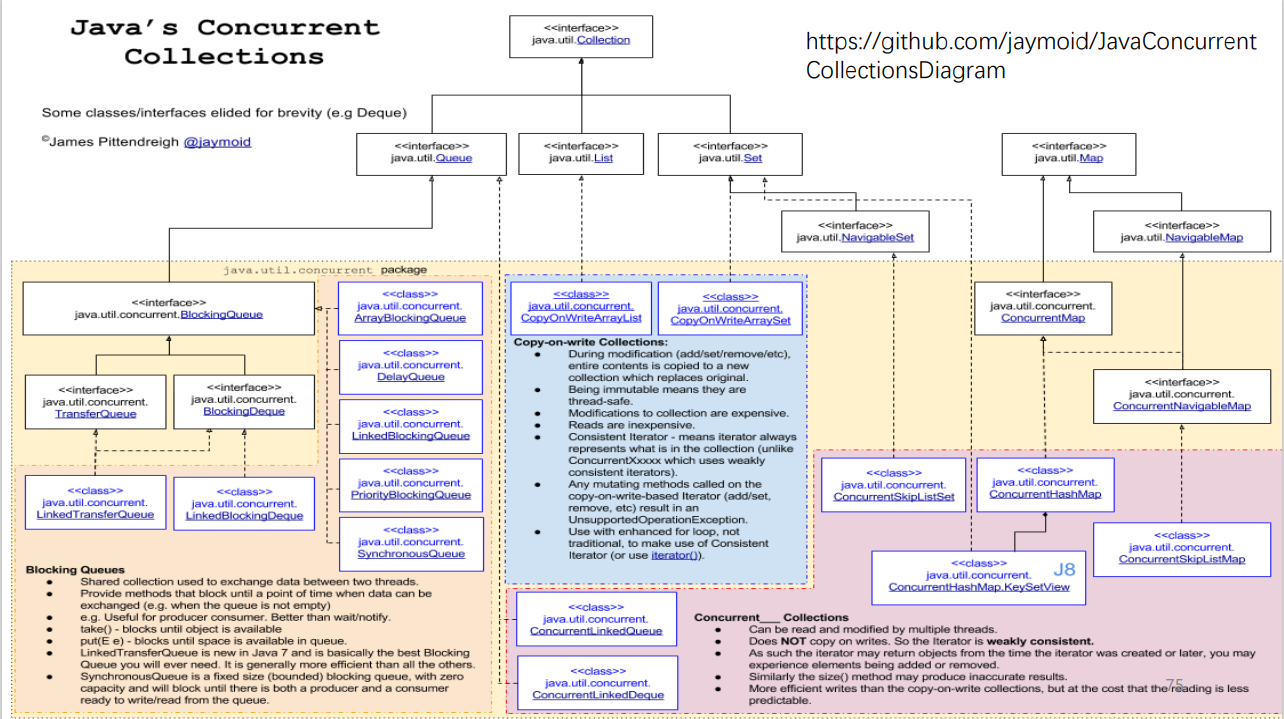 Java's Concurrent
Collections
https://github.com/jaymoid/JavaConcurrent
CollectionsDiagram
Some classes/interfaces elided for brevity (e.g Deque)
©James Pittendreigh @jaymoid
<<interface>>
java.util.Collection
<<interface>>
java.util.Queue
<<interface>>
java.util.List
<<interface>>
java.util.Set
<<interface>>
java.util.Map
<<interface>>
java.util.NavigableSet
<<interface>>
java.util.NavigableMap
java.util.concurrent package
<<interface>>
java.util.concurrent.BlockingQueue
<<interface>>
java.util.concurrent.
TransferQueue
<<interface>>
java.util.concurrent.
BlockingDeque
<<class>>
java.util.concurrent.
LinkedTransferQueue
<<class>>
java.util.concurrent.
LinkedBlockingDeque
<<class>>
java.util.concurrent.
ArrayBlockingQueue
<<class>>
java.util.concurrent.
DelayQueue
<<class>>
java.util.concurrent.
LinkedBlockingQueue
<<class>>
java.util.concurrent.
PriorityBlockingQueue
<<class>>
java.util.concurrent.
SynchronousQueue
Blocking Queues
● Shared collection used to exchange data between two threads.
● Provide methods that block until a point of time when data can be
exchanged (e.g. when the queue is not empty)
● e.g. Useful for producer consumer. Better than wait/notify.
● take() - blocks until object is available
● put(E e) - blocks until space is available in queue.
● LinkedTransferQueue is new in Java 7 and is basically the best Blocking
Queue you will ever need. It is generally more efficient than all the others.
● SynchronousQueue is a fixed size (bounded) blocking queue, with zero
capacity and will block until there is both a producer and a consumer
ready to write/read from the queue.
<<class>>
java.util.concurrent.
CopyOnWriteArrayList
<<class>>
java.util.concurrent.
CopyOnWriteArraySet
Copy-on-write Collections:
● During modification (add/set/remove/etc),
entire contents is copied to a new
collection which replaces original.
● Being immutable means they are
thread-safe.
● Modifications to collection are expensive.
● Reads are inexpensive.
● Consistent Iterator - means iterator always
represents what is in the collection (unlike
ConcurrentXxxxx which uses weakly
consistent iterators).
● Any mutating methods called on the
copy-on-write-based Iterator (add/set,
remove, etc) result in an
UnsupportedOperationException.
● Use with enhanced for loop, not
traditional, to make use of Consistent
Iterator (or use iterator()).
<<interface>>
java.util.concurrent.
ConcurrentMap
<<interface>>
java.util.concurrent.
ConcurrentNavigableMap
<<class>>
java.util.concurrent.
ConcurrentSkipListSet
<<class>>
java.util.concurrent.
ConcurrentHashMap
<<class>>
java.util.concurrent.
ConcurrentSkipListMap
<<class>>
J8
java.util.concurrent.
ConcurrentHashMap.KeySetView
<<class>>
java.util.concurrent.
ConcurrentLinkedQueue
<<class>>
java.util.concurrent.
ConcurrentLinkedDeque
Concurrent___ Collections
● Can be read and modified by multiple threads.
● Does NOT copy on writes. So the Iterator is weakly consistent.
● As such the iterator may return objects from the time the iterator was created or later, you may
experience elements being added or removed.
● Similarly the size() method may produce inaccurate results.
● More efficient writes than the copy-on-write collections, but at the cost that the reading is less
predictable.
75